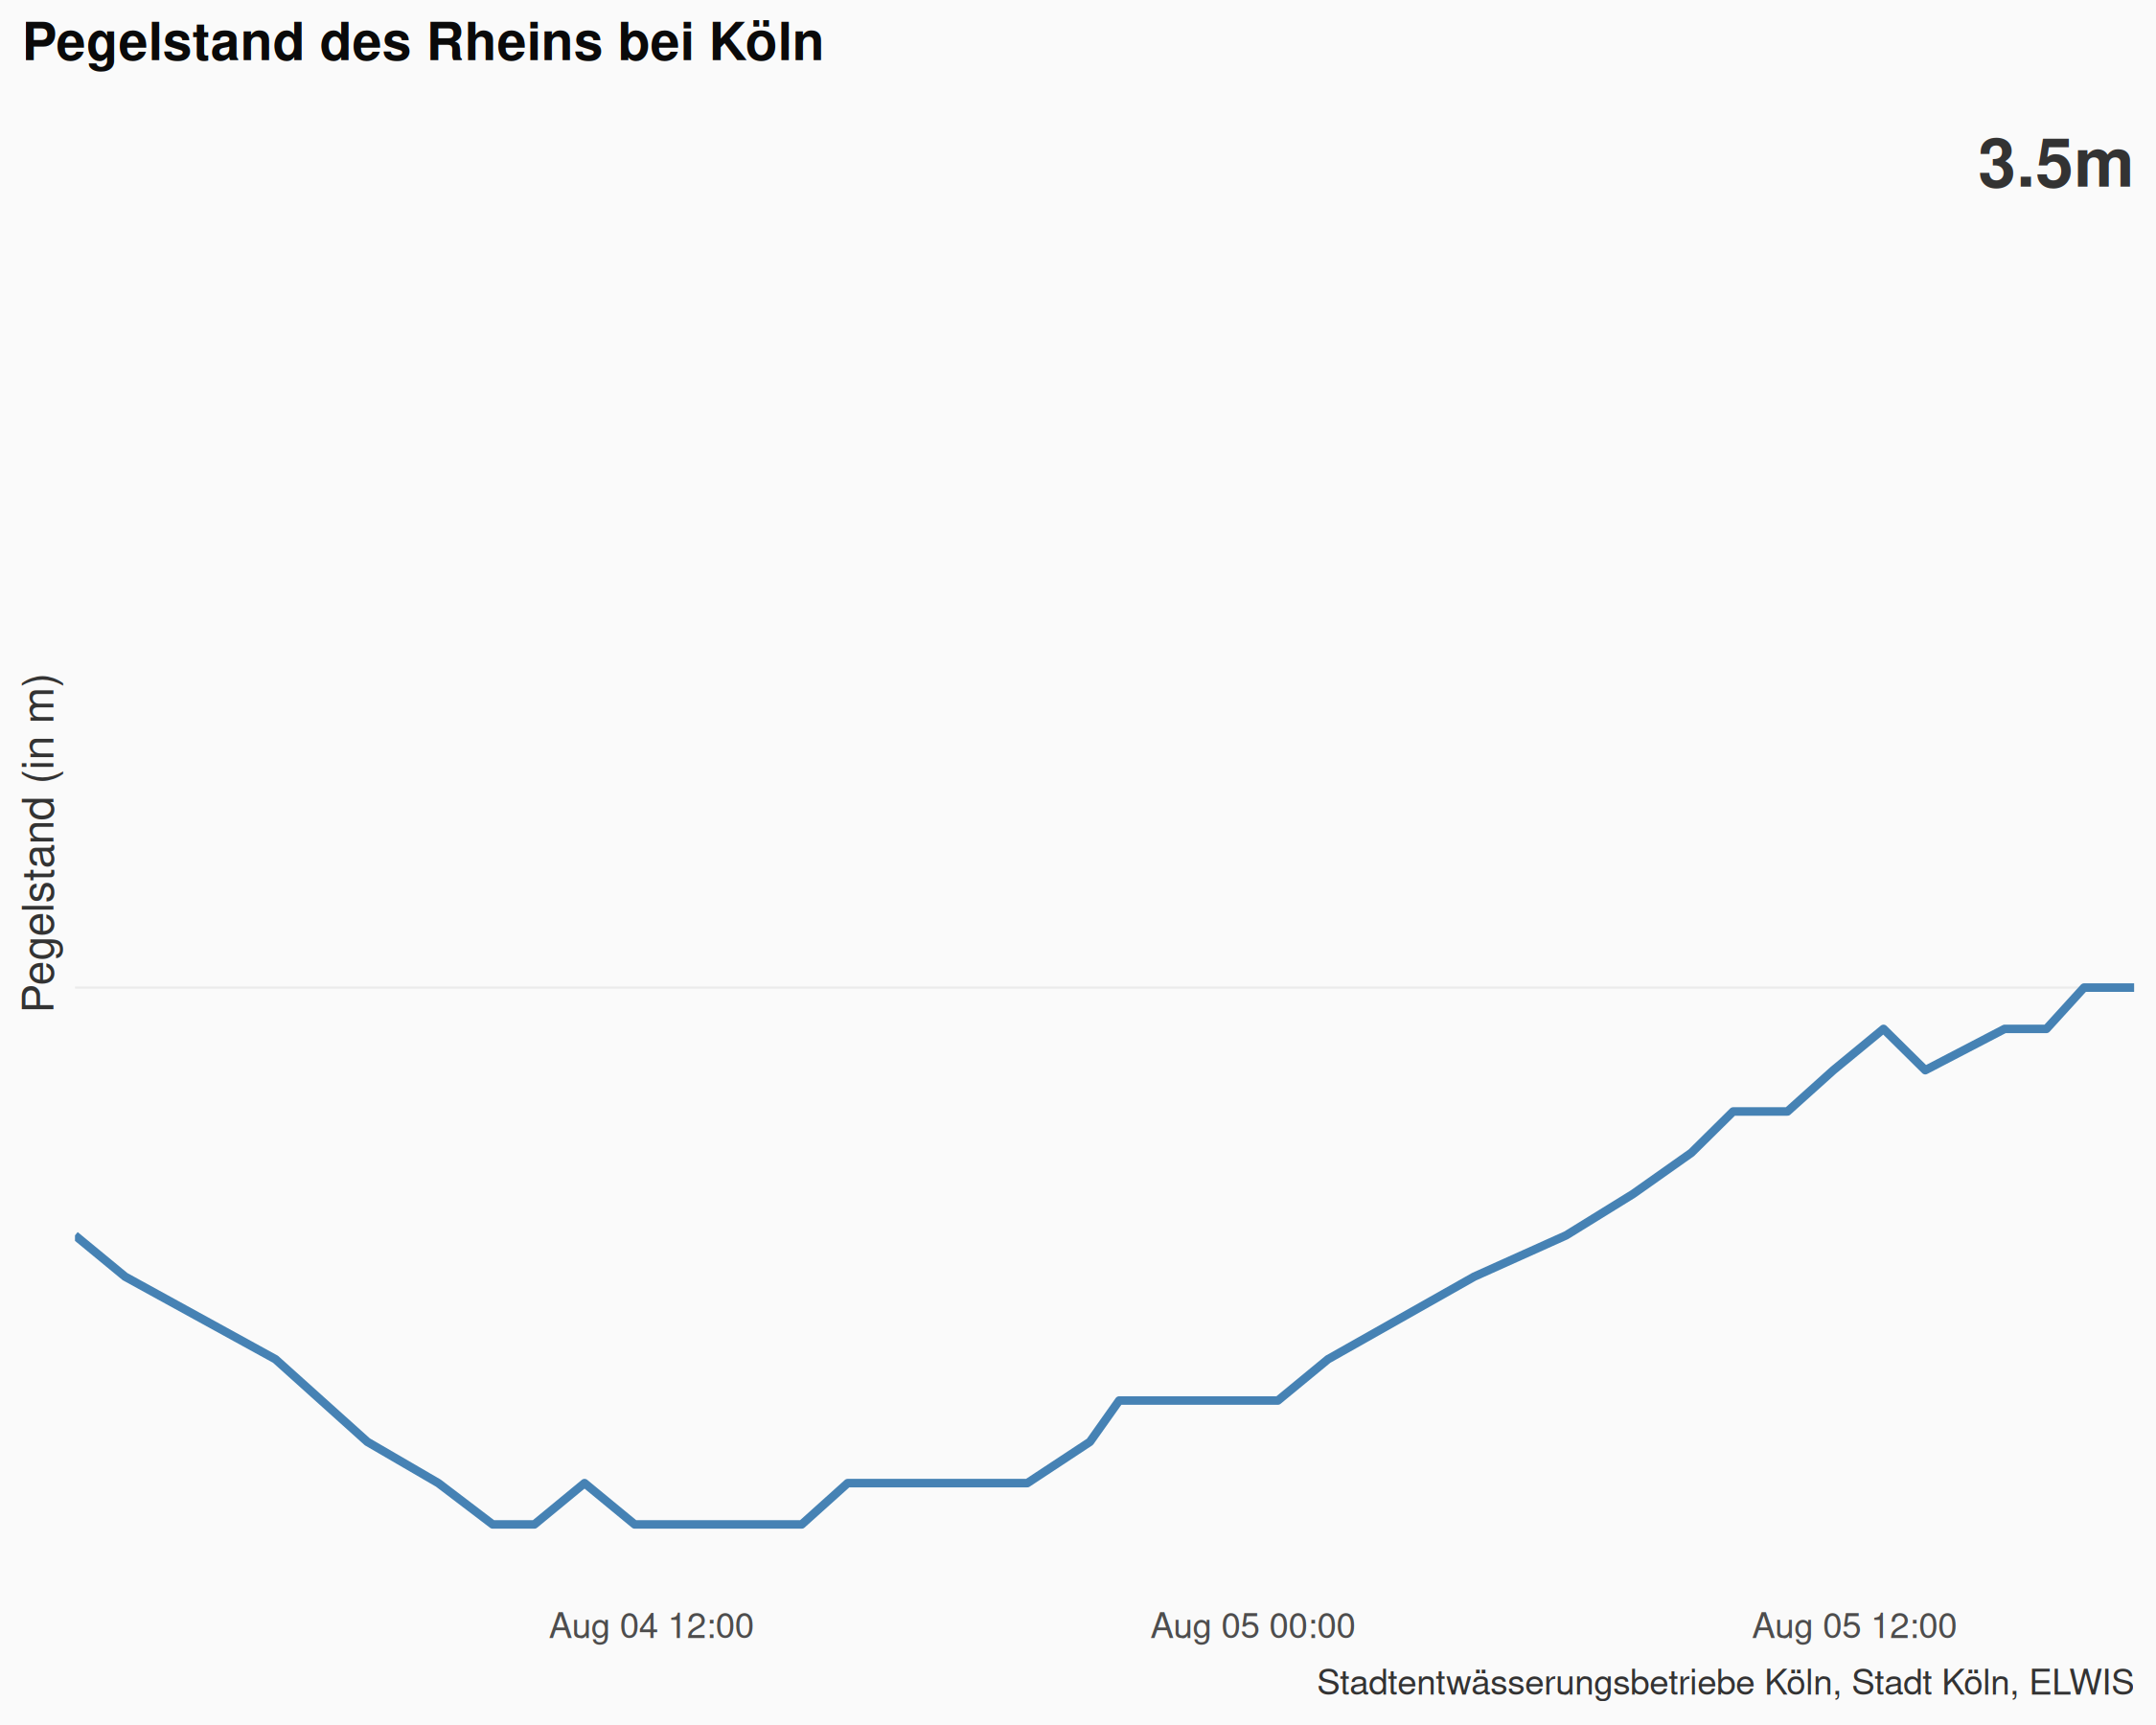 Pegelstand des Rheins bei Köln
3.5m
Pegelstand (in m)
Aug 04 12:00
Aug 05 00:00
Aug 05 12:00
Stadtentwässerungsbetriebe Köln, Stadt Köln, ELWIS